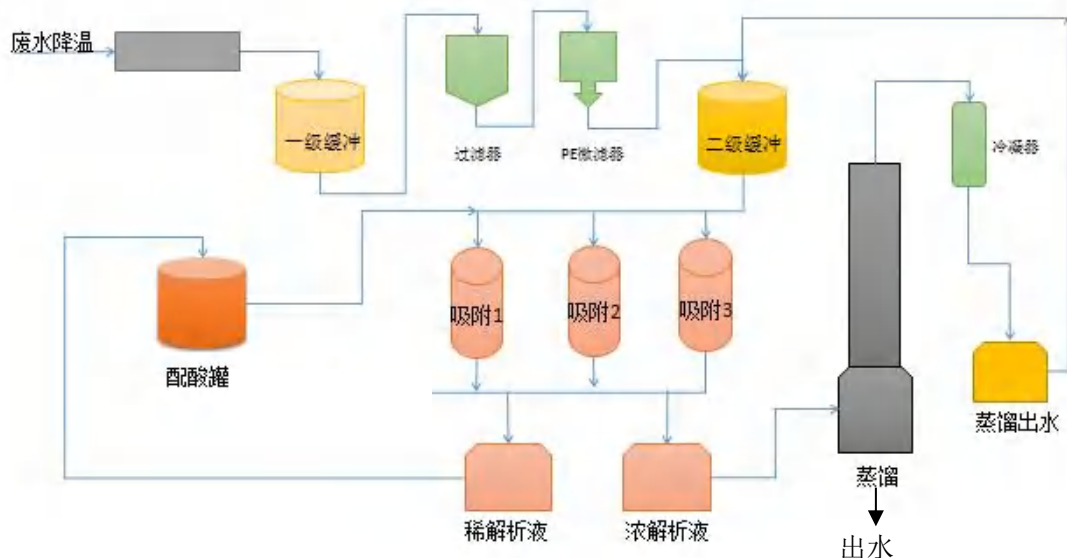 废水降温
一级缓冲
过滤器
PE微滤器
二级缓冲
冷凝器
吸附1
吸附2
吸附3
配酸罐
蒸馏出水
蒸馏
稀解析液
浓解析液
出水